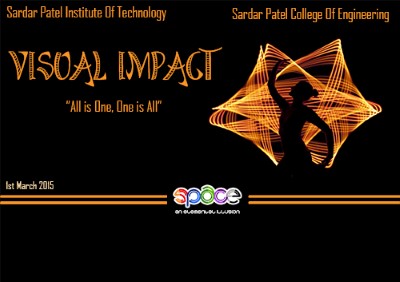 Sardar Patel Institute Of Technology
Sardar Patel College Of Engineering
VISUAL IMPACT
"All is One, One is All"
1st March 2015
space
an elemental illusion